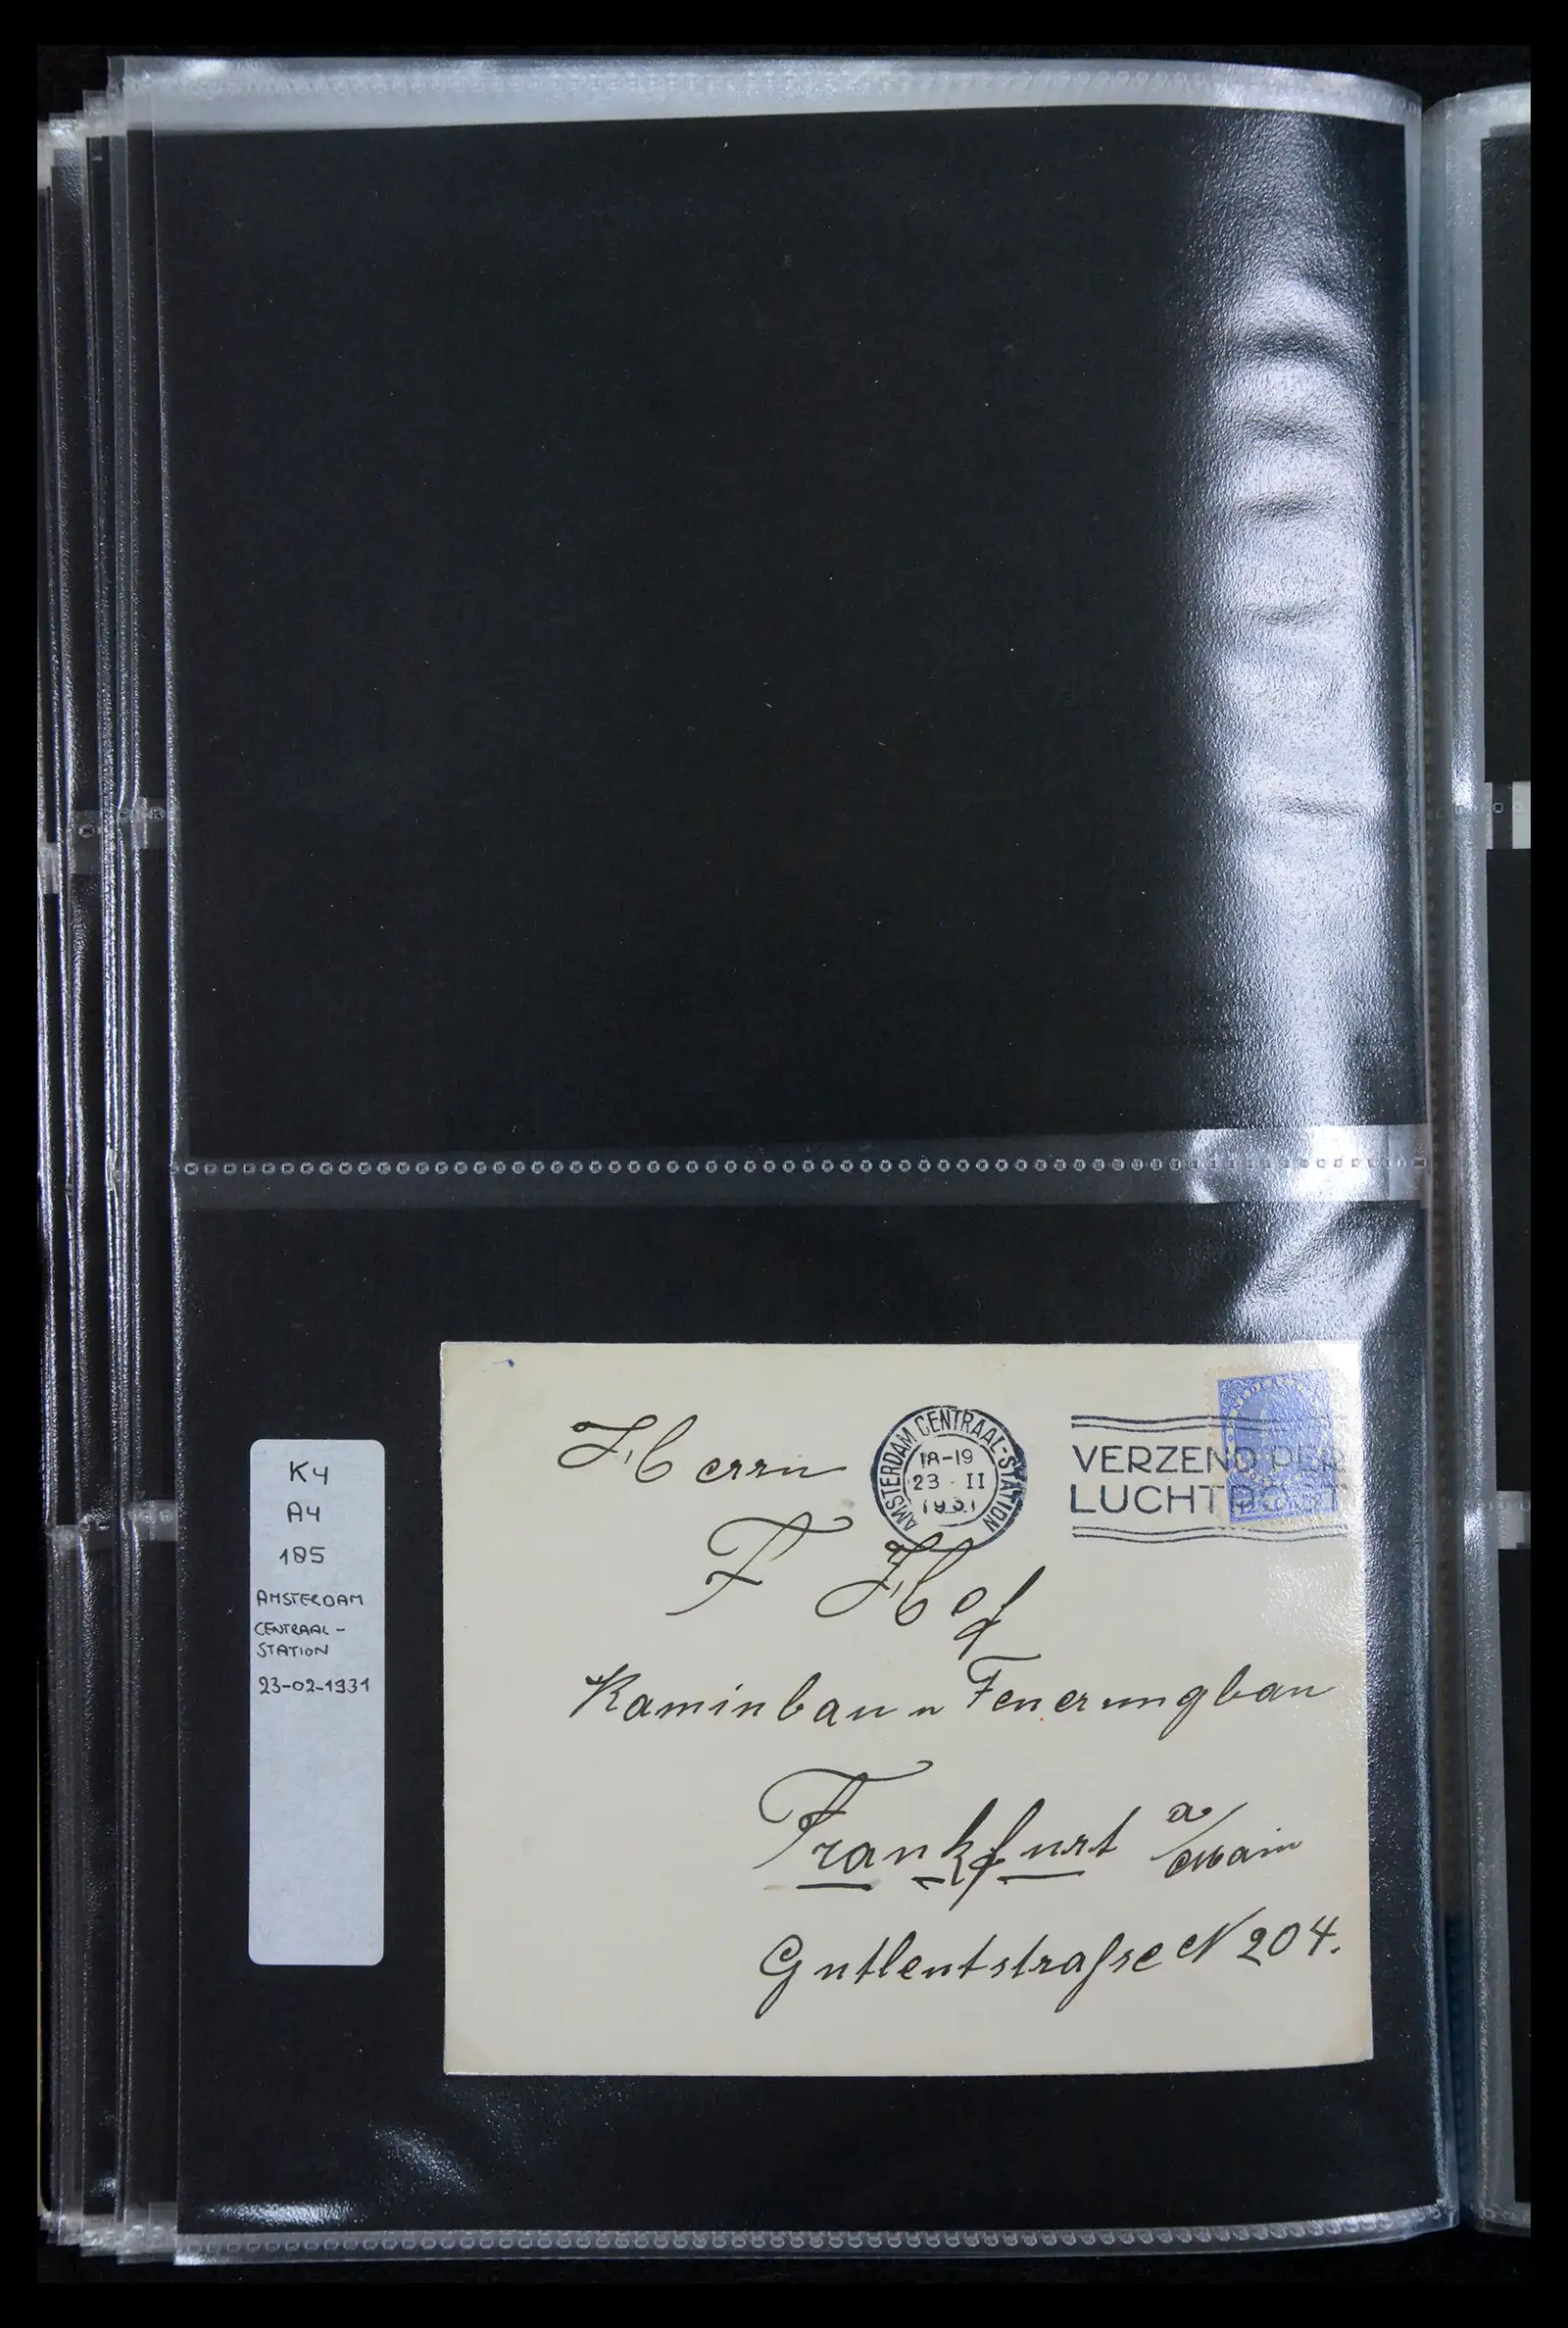 K4
A4
185
AMSTERDAM
CENTRAAL-
STATION
23-02-1931
AMSTERDAM CENTRAAL-STATION
18-19
23 - II
1931
VERZEND PER
LUCHTPOST
Herrn
F Hof
Kaminbau u Feuerungbau
Frankfurt a/Main
Gutleutstraße N 204.